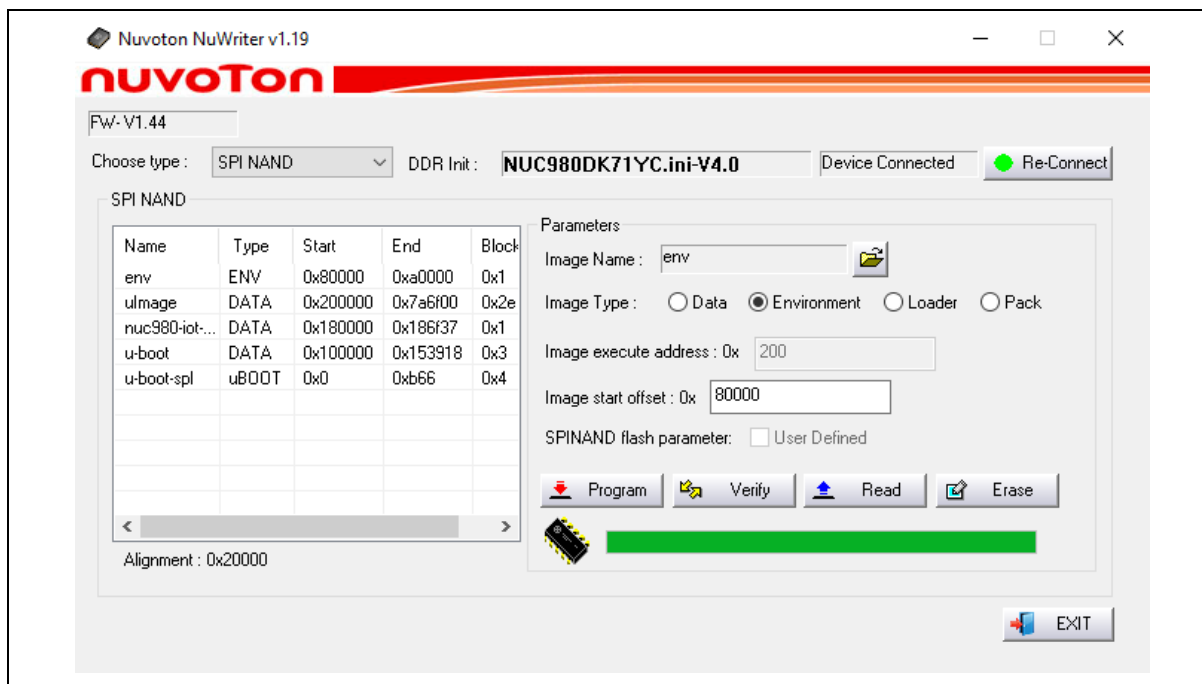 Nuvoton NuWriter v1.19
nuvoTon
FW-V1.44
Choose type : SPI NAND DDR Init : NUC980DK71YC.ini-V4.0 Device Connected Re-Connect
SPI NAND
Name Type Start End Block
env ENV 0x80000 0xa0000 0x1
uImage DATA 0x200000 0x7a6f00 0x2e
nuc980-iot-... DATA 0x180000 0x186f37 0x1
u-boot DATA 0x100000 0x153918 0x3
u-boot-spl uBOOT 0x0 0xb66 0x4
Alignment : 0x20000
Parameters
Image Name : env
Image Type : Data Environment Loader Pack
Image execute address : 0x 200
Image start offset : 0x 80000
SPINAND flash parameter: User Defined
Program Verify Read Erase
EXIT